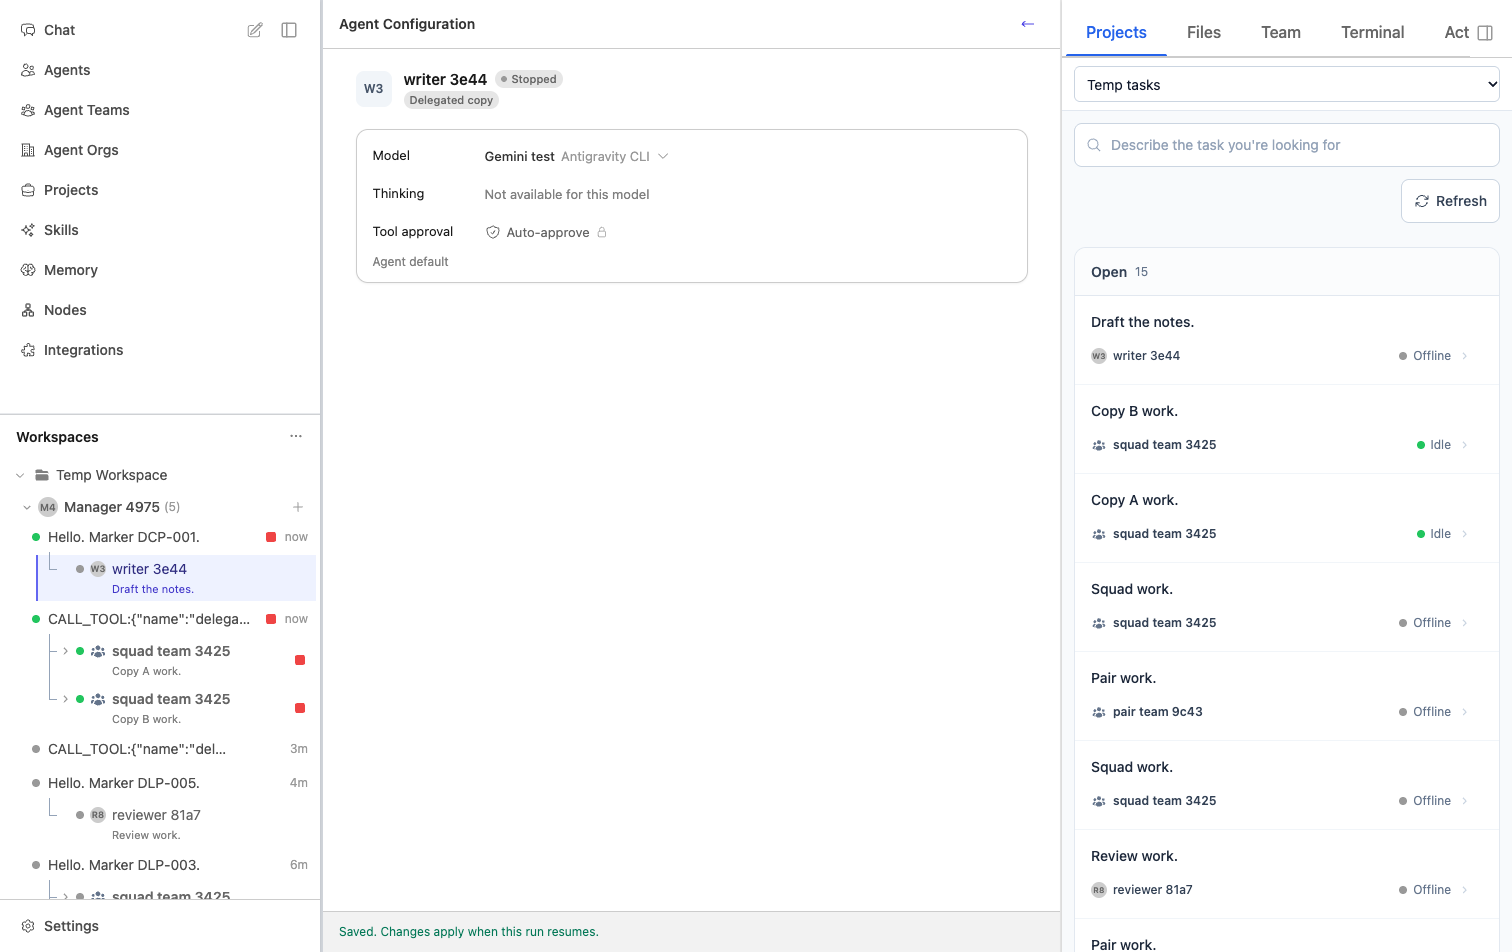 Chat
Agents
Agent Teams
Agent Orgs
Projects
Skills
Memory
Nodes
Integrations
Workspaces
Temp Workspace
M4 Manager 4975 (5)
Hello. Marker DCP-001. now
W3 writer 3e44
Draft the notes.
CALL_TOOL:{"name":"delega... now
squad team 3425
Copy A work.
squad team 3425
Copy B work.
CALL_TOOL:{"name":"del... 3m
Hello. Marker DLP-005. 4m
R8 reviewer 81a7
Review work.
Hello. Marker DLP-003. 6m
squad team 3425
Settings
Agent Configuration
W3 writer 3e44 Stopped
Delegated copy
Model Gemini test Antigravity CLI
Thinking Not available for this model
Tool approval Auto-approve
Agent default
Saved. Changes apply when this run resumes.
Projects Files Team Terminal Act
Temp tasks
Describe the task you're looking for
Refresh
Open 15
Draft the notes.
W3 writer 3e44 Offline
Copy B work.
squad team 3425 Idle
Copy A work.
squad team 3425 Idle
Squad work.
squad team 3425 Offline
Pair work.
pair team 9c43 Offline
Squad work.
squad team 3425 Offline
Review work.
R8 reviewer 81a7 Offline
Pair work.